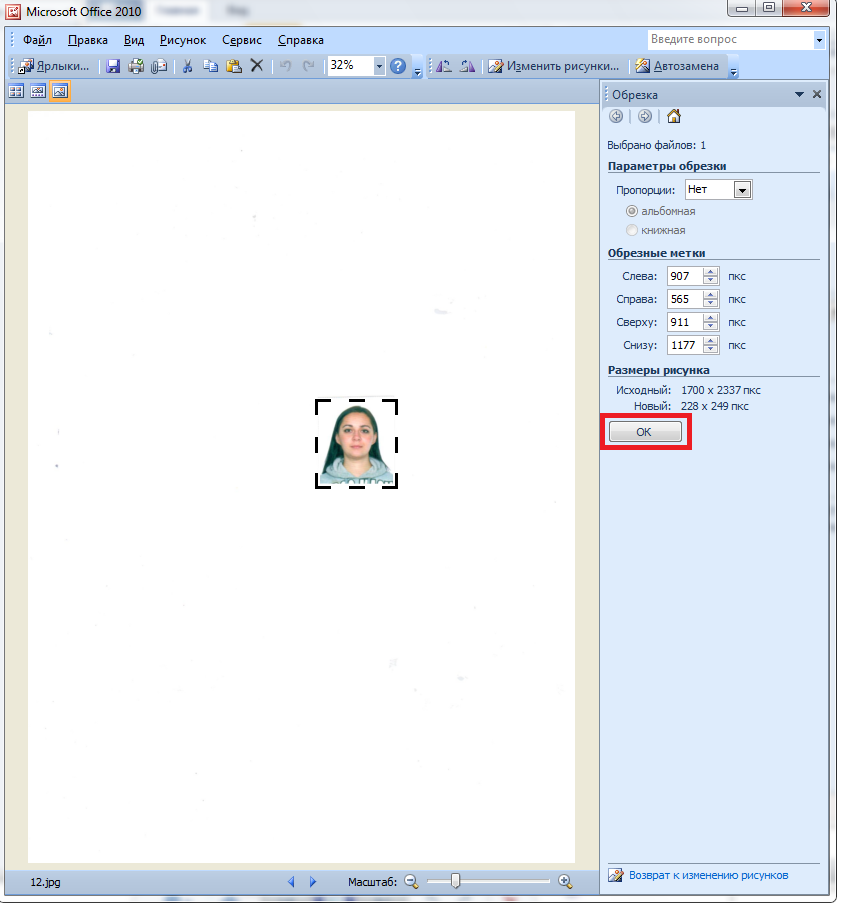 Microsoft Office 2010
Файл Правка Вид Рисунок Сервис Справка
Введите вопрос
Ярлыки... 32% Изменить рисунки... Автозамена
Обрезка
Выбрано файлов: 1
Параметры обрезки
Пропорции: Нет
альбомная
книжная
Обрезные метки
Слева: 907 пкс
Справа: 565 пкс
Сверху: 911 пкс
Снизу: 1177 пкс
Размеры рисунка
Исходный: 1700 x 2337 пкс
Новый: 228 x 249 пкс
OK
Возврат к изменению рисунков
12.jpg
Масштаб: